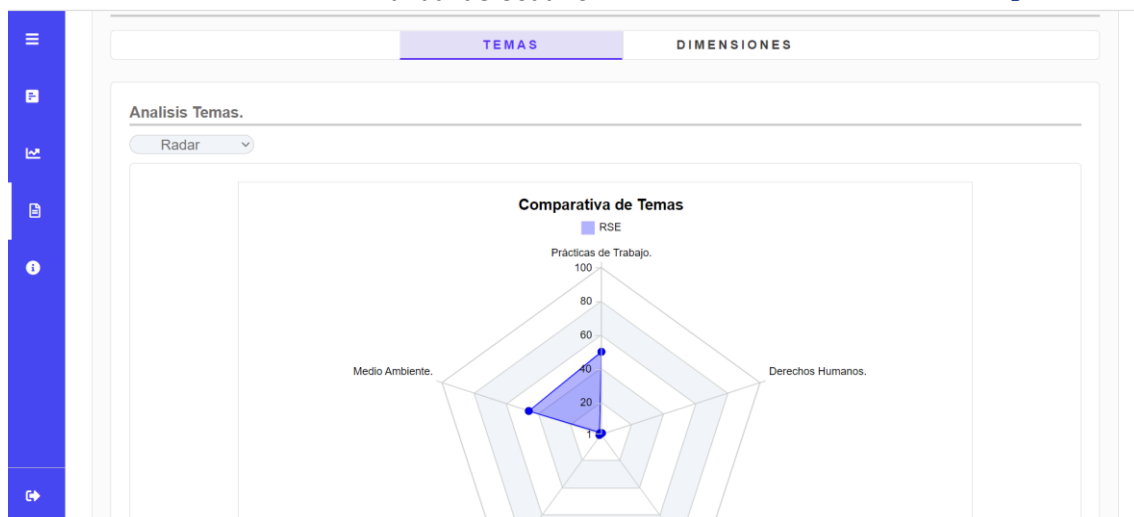 TEMAS DIMENSIONES
Analisis Temas.
Radar
Comparativa de Temas
RSE
Prácticas de Trabajo.
100
80
60
Medio Ambiente. 40 Derechos Humanos.
20
1